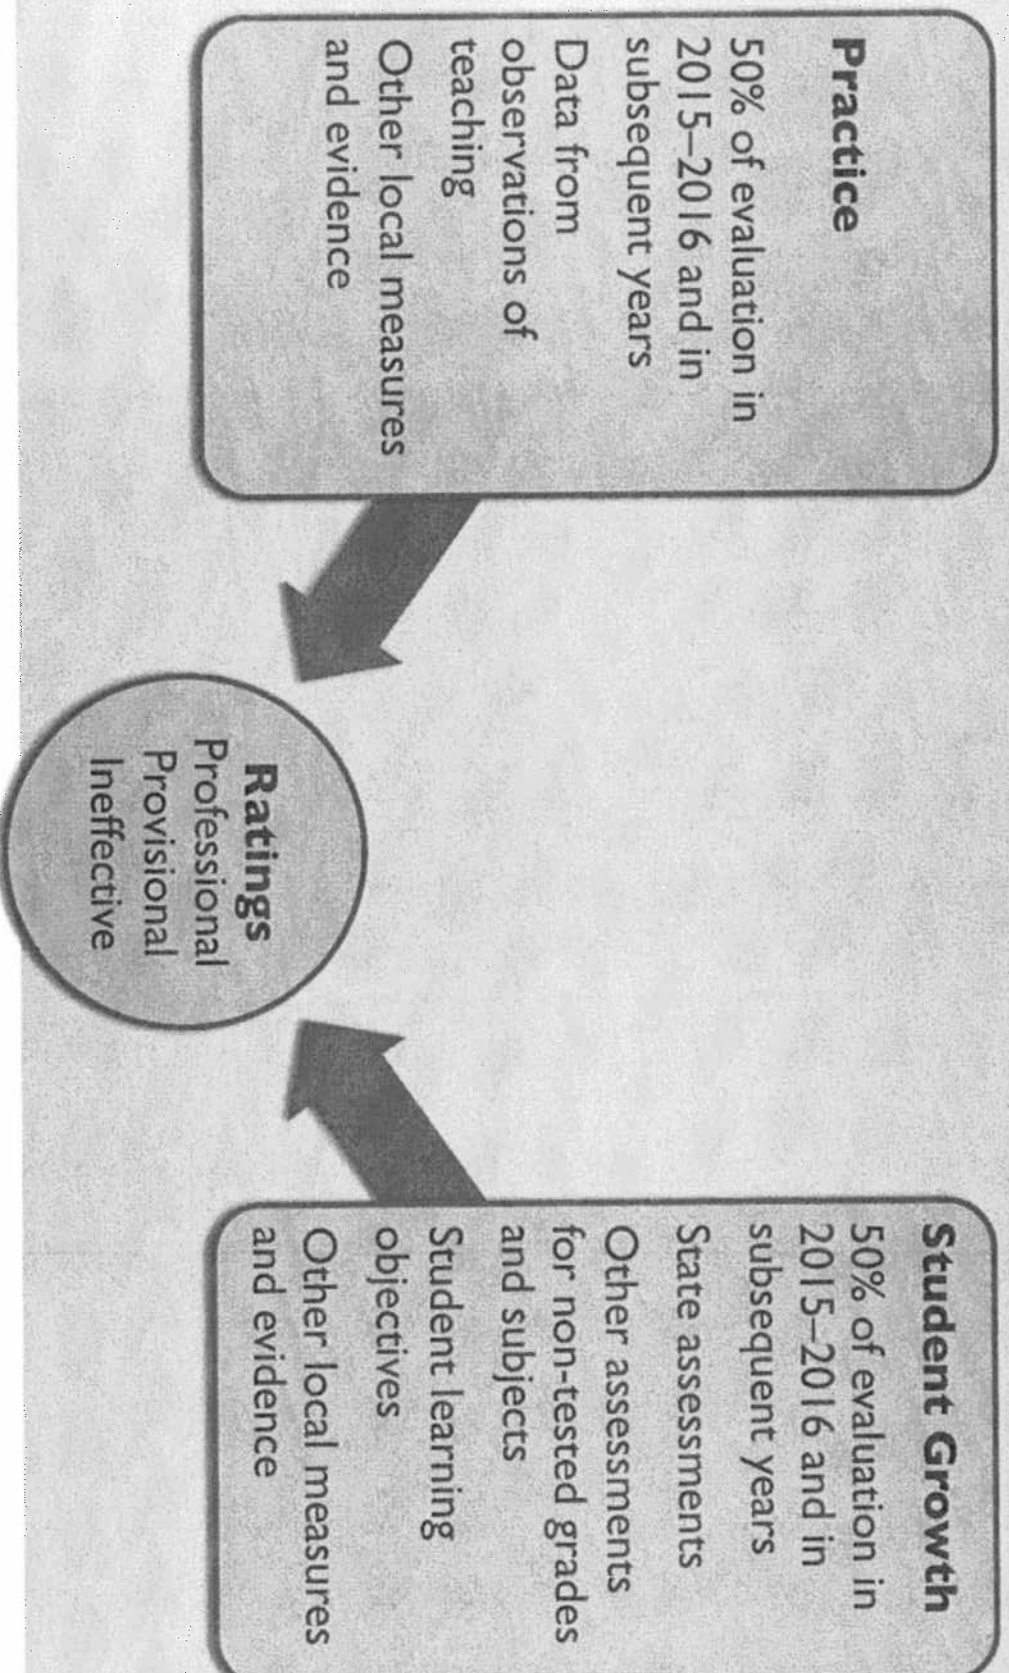 Practice
50% of evaluation in
2015–2016 and in
subsequent years
Data from
observations of
teaching
Other local measures
and evidence
Ratings
Professional
Provisional
Ineffective
Student Growth
50% of evaluation in
2015–2016 and in
subsequent years
State assessments
Other assessments
for non-tested grades
and subjects
Student learning
objectives
Other local measures
and evidence